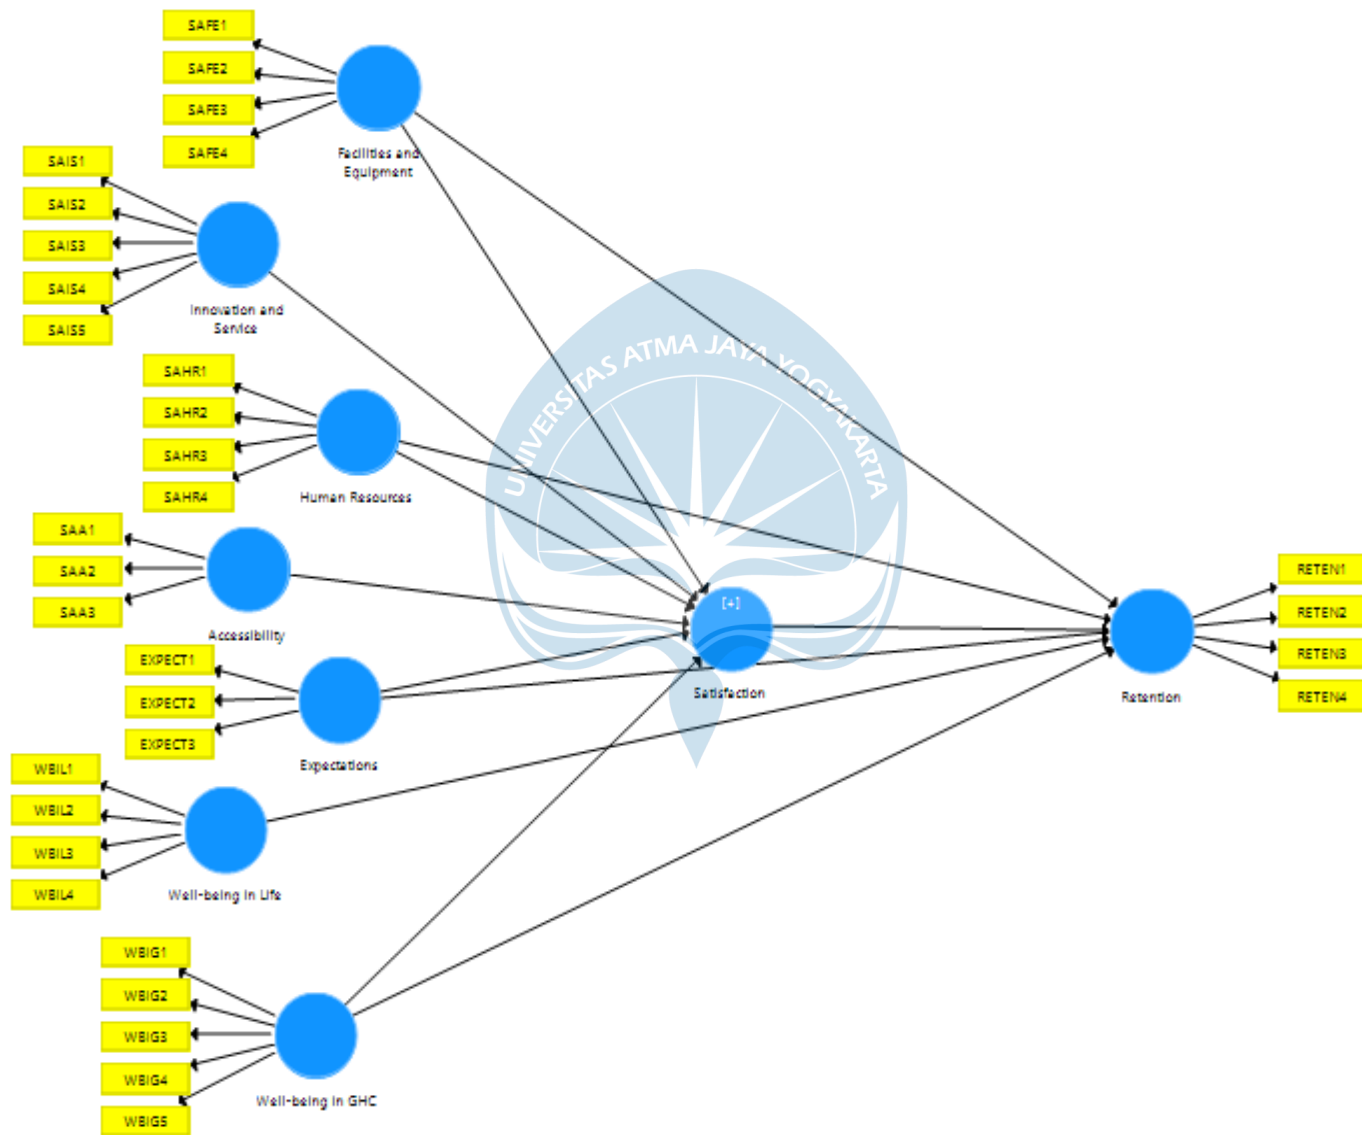 SAFE1
SAFE2
SAFE3
SAFE4
Facilities and
Equipment
SAIS1
SAIS2
SAIS3
SAIS4
SAIS5
Innovation and
Service
SAHR1
SAHR2
SAHR3
SAHR4
Human Resources
UNIVERSITAS ATMA JAYA YOGYAKARTA
SAA1
SAA2
SAA3
Accessibility
[+]
Satisfaction
Retention
RETEN1
RETEN2
RETEN3
RETEN4
EXPECT1
EXPECT2
EXPECT3
Expectations
WBIL1
WBIL2
WBIL3
WBIL4
Well-being in Life
WBIG1
WBIG2
WBIG3
WBIG4
WBIG5
Well-being in GHC